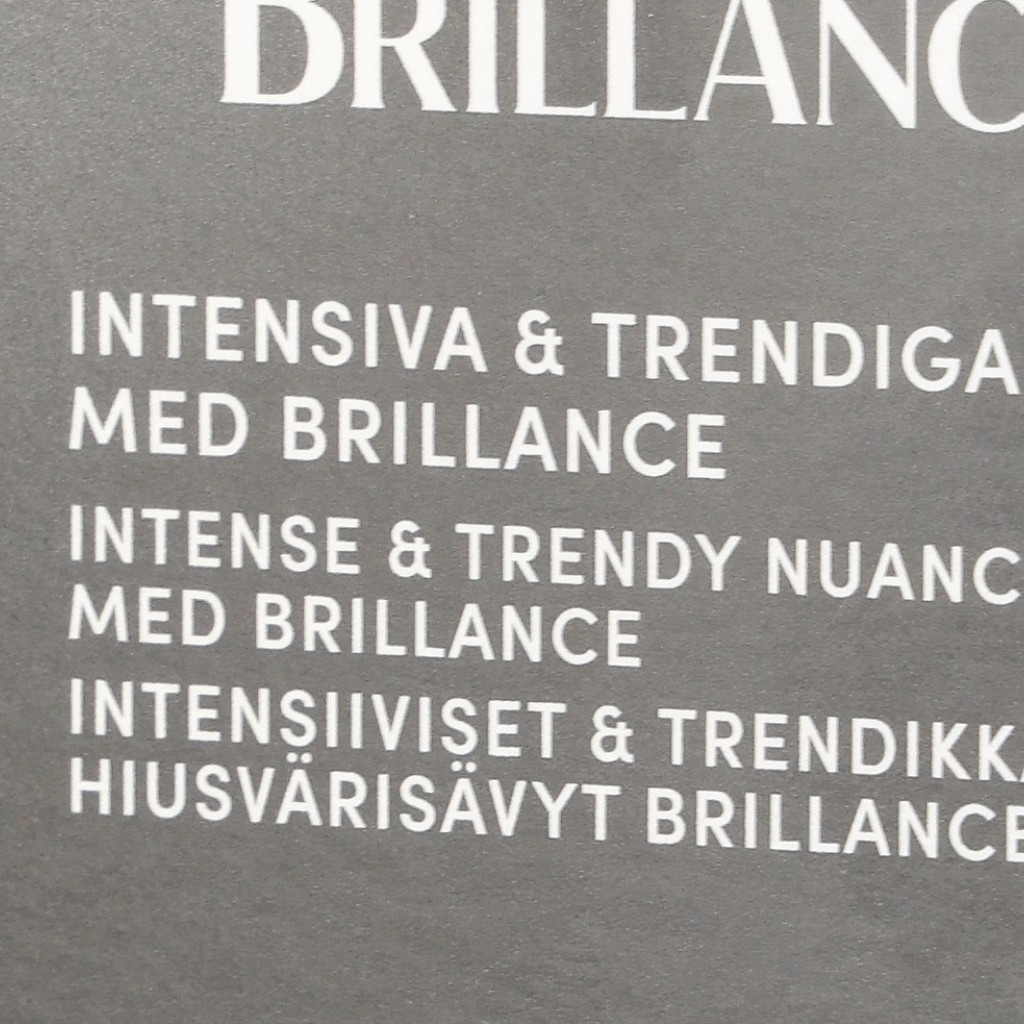 BRILLANC
INTENSIVA & TRENDIGA
MED BRILLANCE
INTENSE & TRENDY NUANC
MED BRILLANCE
INTENSIIVISET & TRENDIKK
HIUSVÄRISÄVYT BRILLANCE